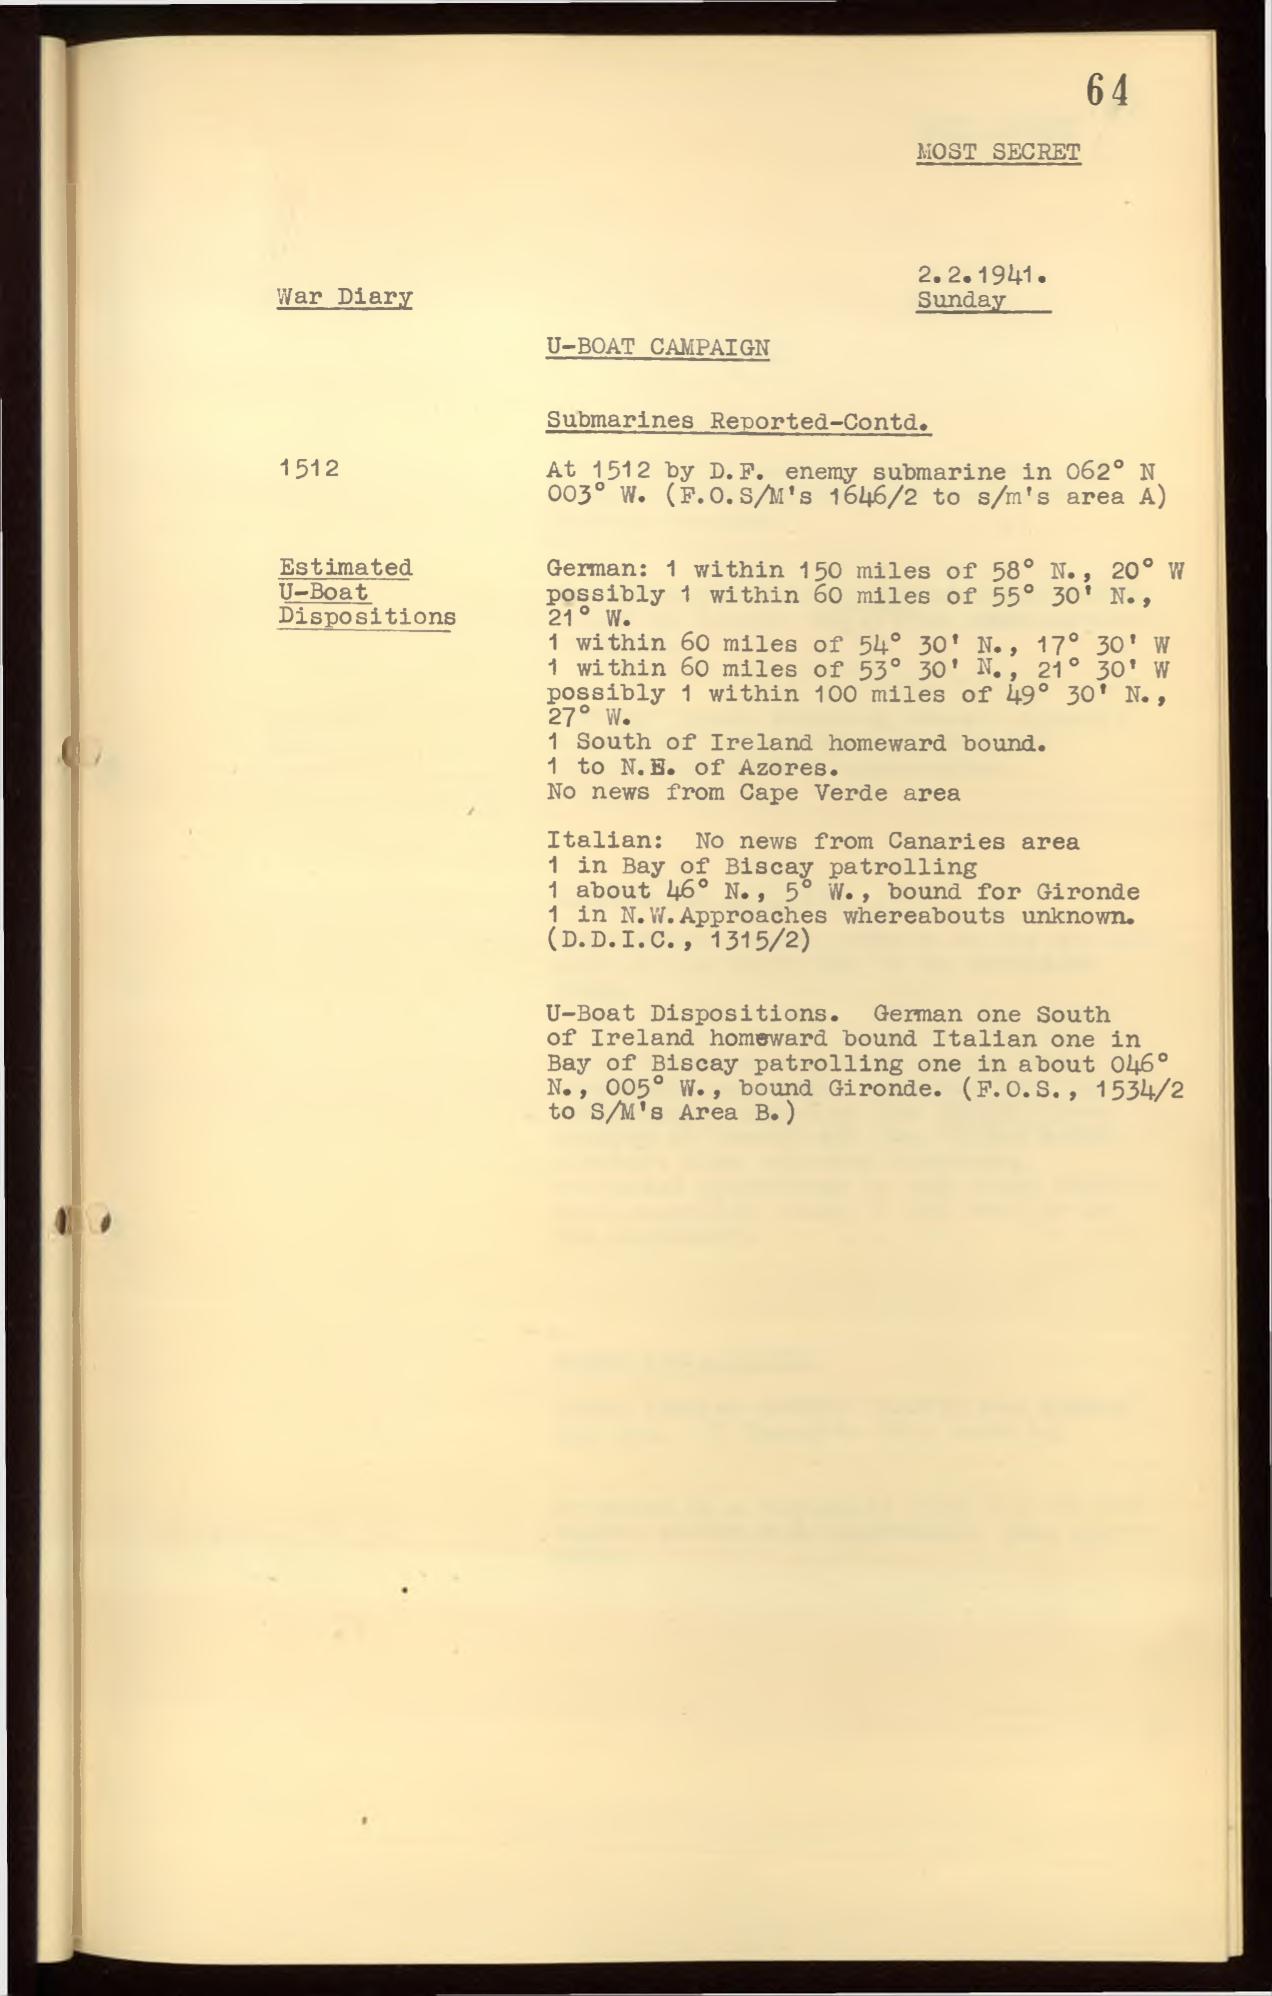 64
MOST SECRET
2.2.1941.
War Diary
Sunday
U-BOAT CAMPAIGN
Submarines Reported-Contd.
1512
At 1512 by D.F. enemy submarine in 062° N
003° W. (F.O.S/M's 1646/2 to s/m's area A)
Estimated
U-Boat
Dispositions
German: 1 within 150 miles of 58° N., 20° W
possibly 1 within 60 miles of 55° 30' N.,
21° W.
1 within 60 miles of 54° 30' N., 17° 30' W
1 within 60 miles of 53° 30' N., 21° 30' W
possibly 1 within 100 miles of 49° 30' N.,
27° W.
1 South of Ireland homeward bound.
1 to N.E. of Azores.
No news from Cape Verde area
Italian: No news from Canaries area
1 in Bay of Biscay patrolling
1 about 46° N., 5° W., bound for Gironde
1 in N.W.Approaches whereabouts unknown.
(D.D.I.C., 1315/2)
U-Boat Dispositions. German one South
of Ireland homeward bound Italian one in
Bay of Biscay patrolling one in about 046°
N., 005° W., bound Gironde. (F.O.S., 1534/2
to S/M's Area B.)